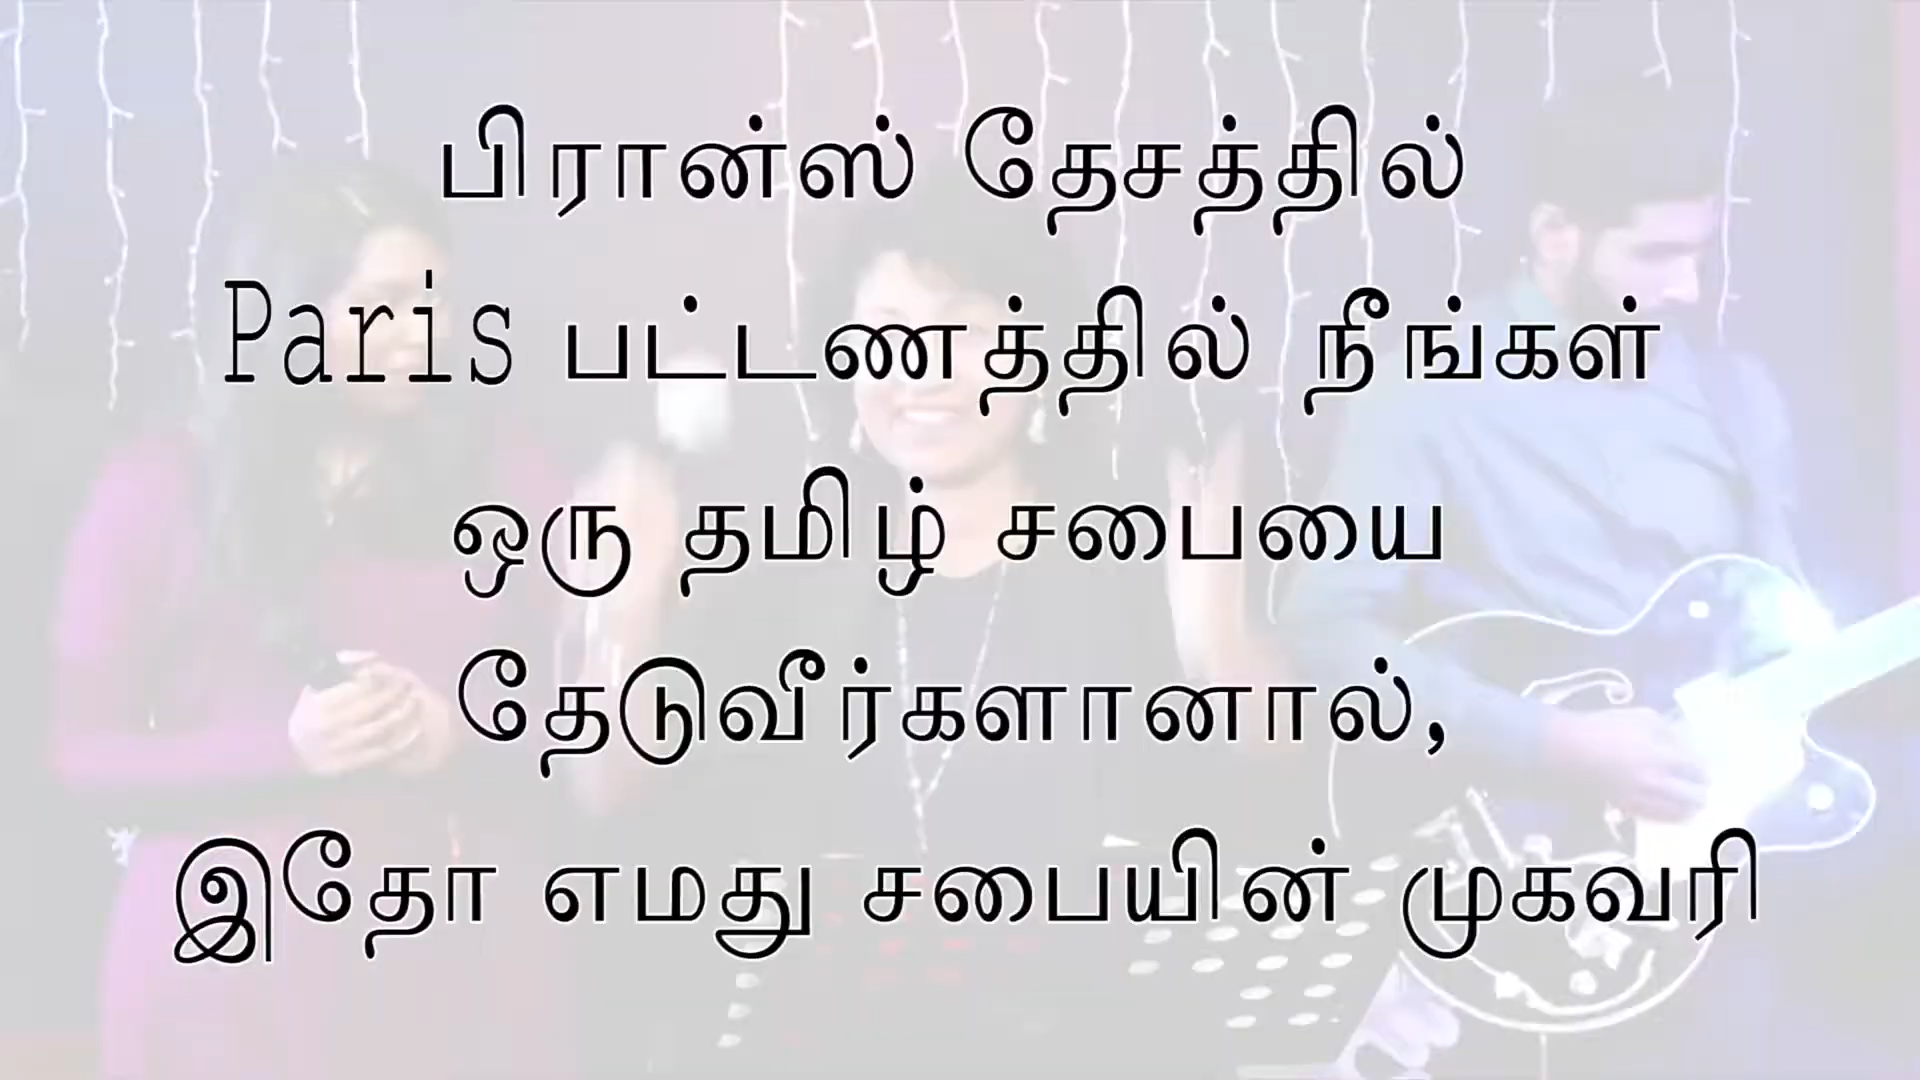 பிரான்ஸ் தேசத்தில்
Paris பட்டணத்தில் நீங்கள்
ஒரு தமிழ் சபையை
தேடுவீர்களானால்,
இதோ எமது சபையின் முகவரி